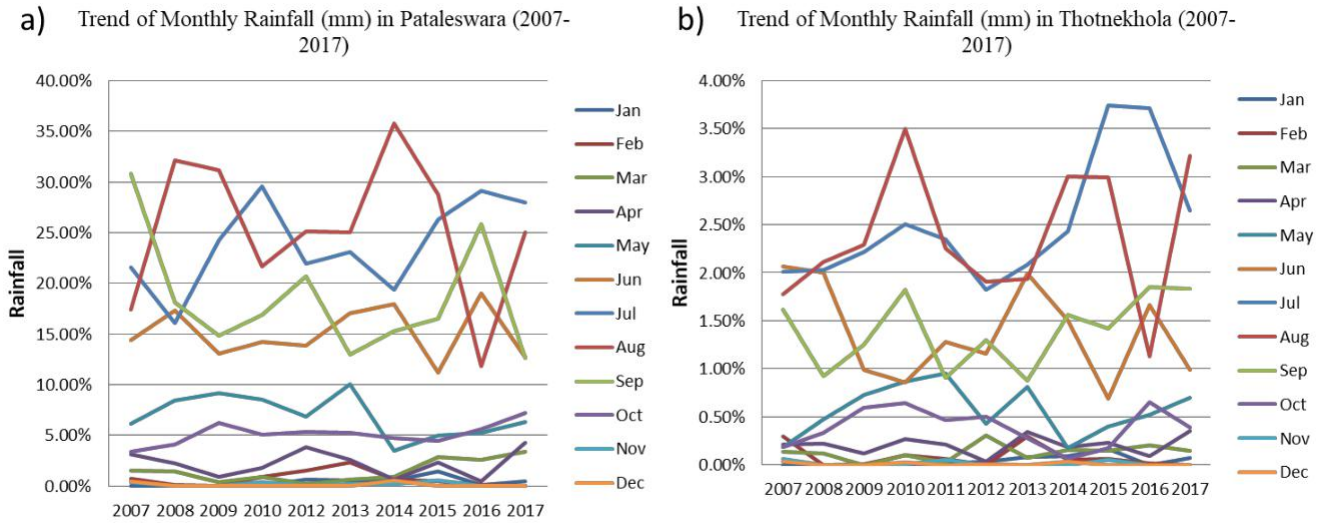 a)
Trend of Monthly Rainfall (mm) in Pataleswara (2007-
2017)
40.00%
35.00%
30.00%
25.00%
20.00%
15.00%
10.00%
5.00%
0.00%
Rainfall
2007 2008 2009 2010 2012 2013 2014 2015 2016 2017
Jan
Feb
Mar
Apr
May
Jun
Jul
Aug
Sep
Oct
Nov
Dec
b)
Trend of Monthly Rainfall (mm) in Thotnekhola (2007-
2017)
4.00%
3.50%
3.00%
2.50%
2.00%
1.50%
1.00%
0.50%
0.00%
Rainfall
2007 2008 2009 2010 2011 2012 2013 2014 2015 2016 2017
Jan
Feb
Mar
Apr
May
Jun
Jul
Aug
Sep
Oct
Nov
Dec